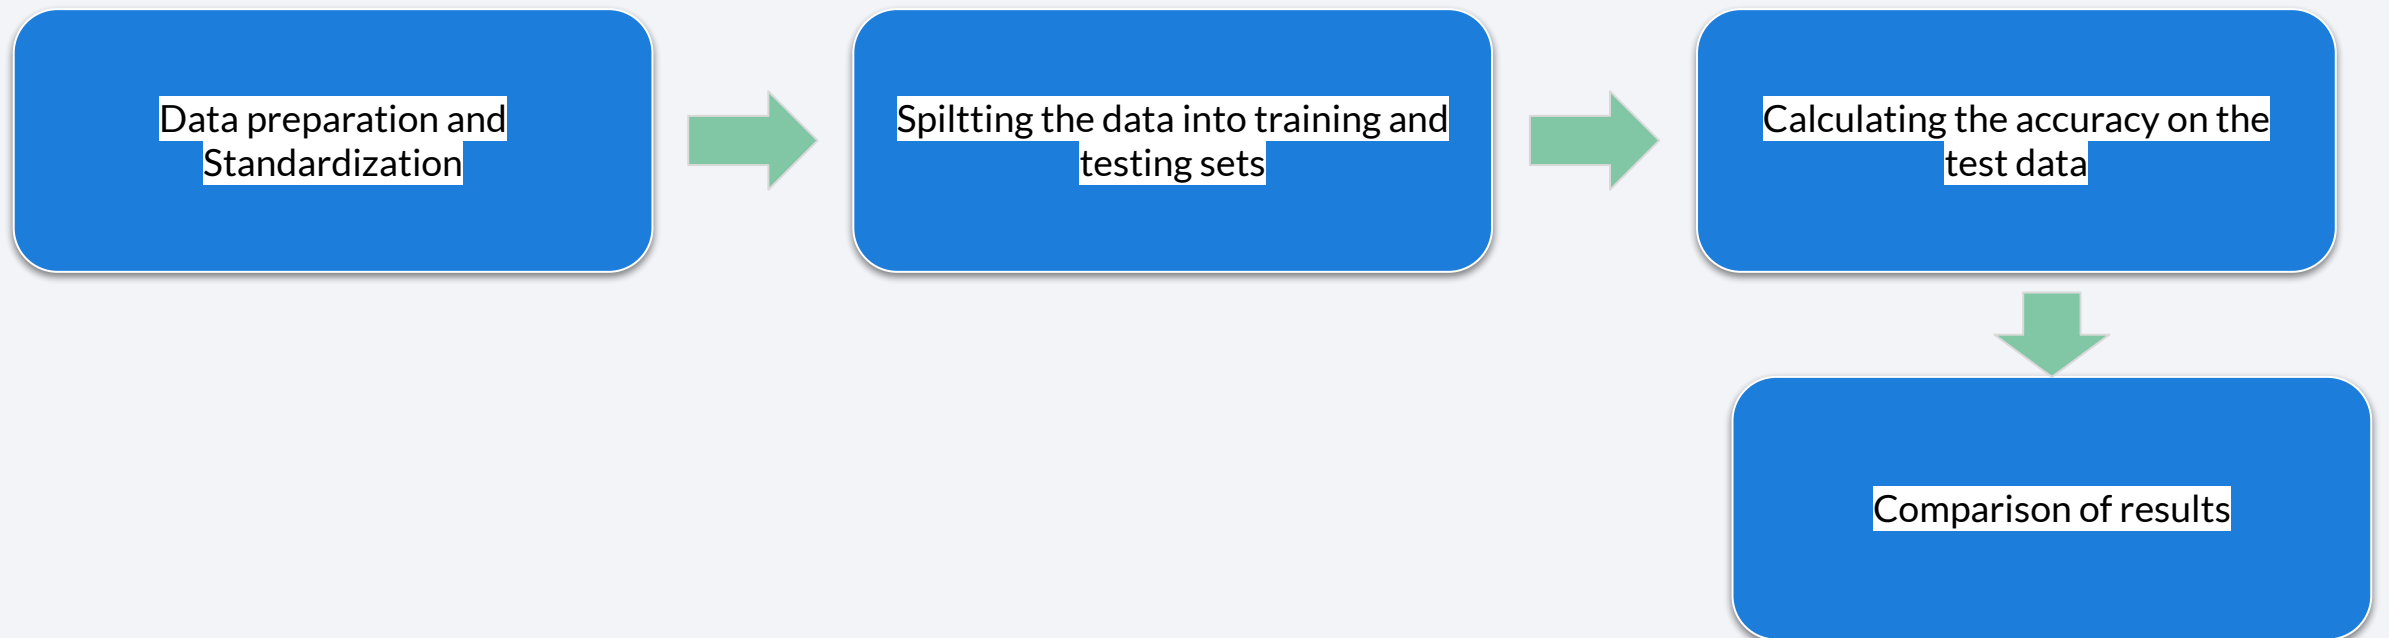 Data preparation and
Standardization
Spiltting the data into training and
testing sets
Calculating the accuracy on the
test data
Comparison of results